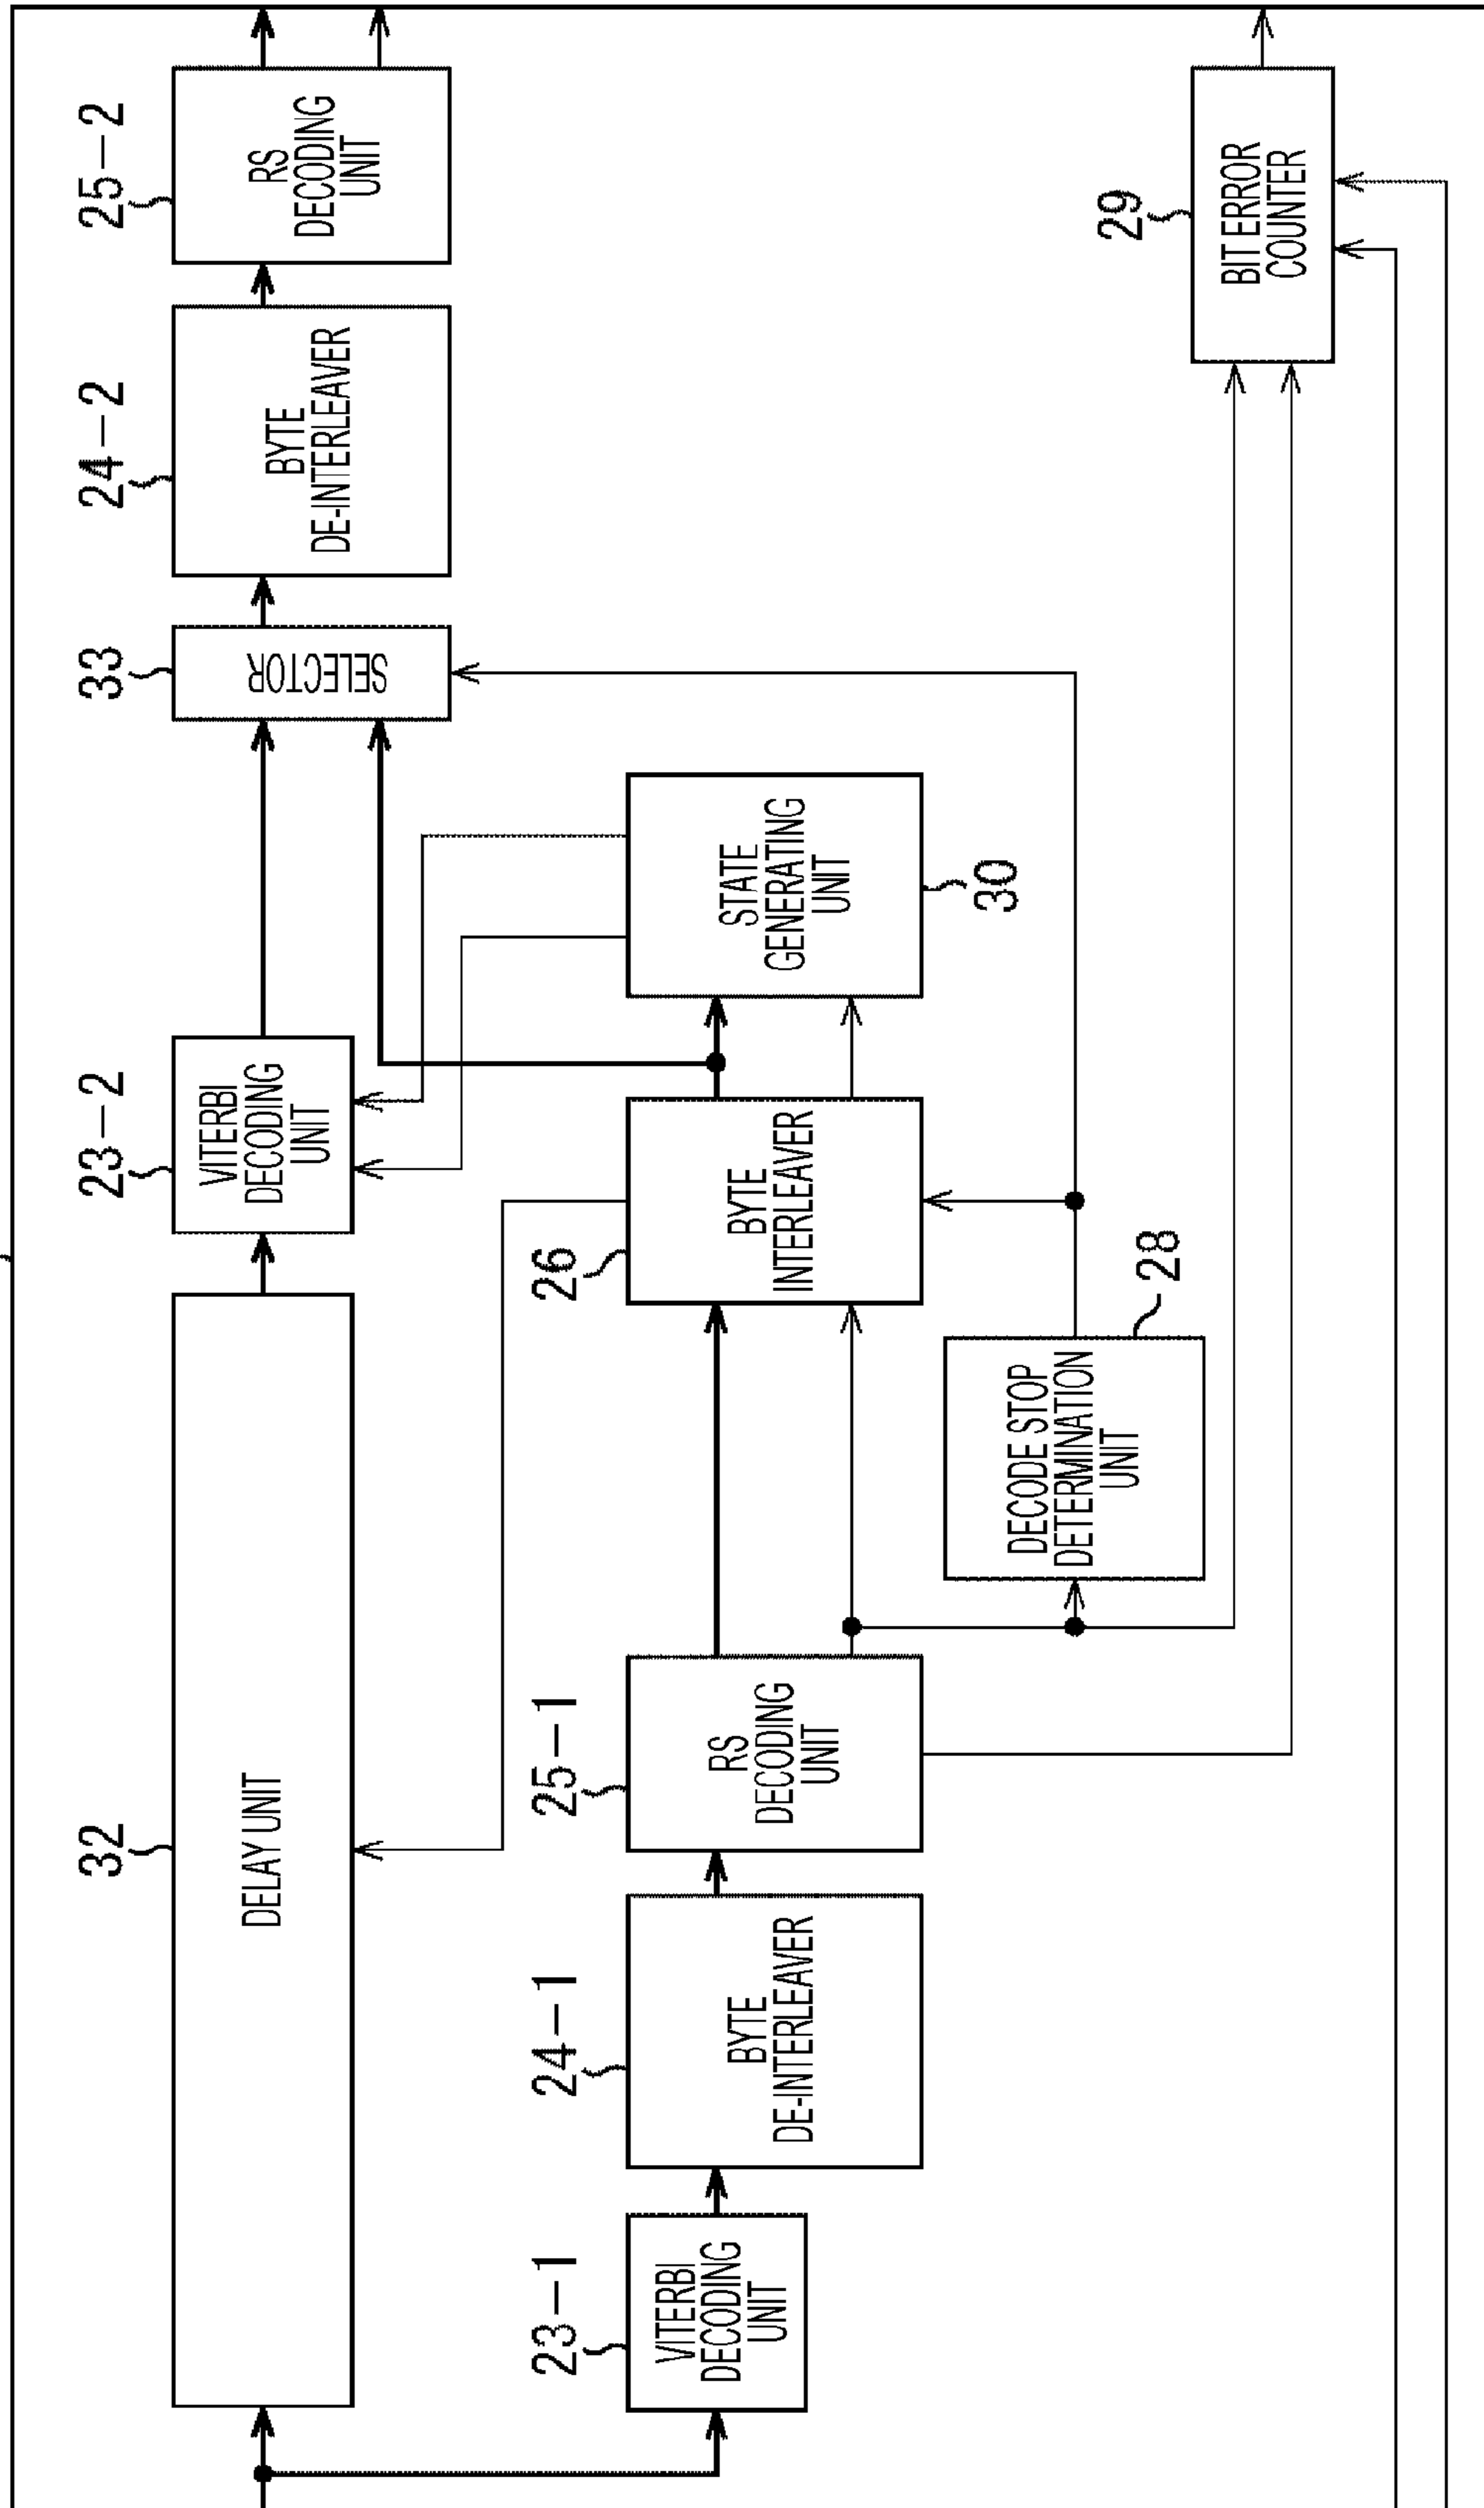 32
DELAY UNIT
23-2
VITERBI
DECODING
UNIT
33
SELECTOR
24-2
BYTE
DE-INTERLEAVER
25-2
RS
DECODING
UNIT
23-1
VITERBI
DECODING
UNIT
24-1
BYTE
DE-INTERLEAVER
25-1
RS
DECODING
UNIT
26
BYTE
INTERLEAVER
STATE
GENERATING
UNIT
30
DECODE STOP
DETERMINATION
UNIT
28
29
BIT ERROR
COUNTER